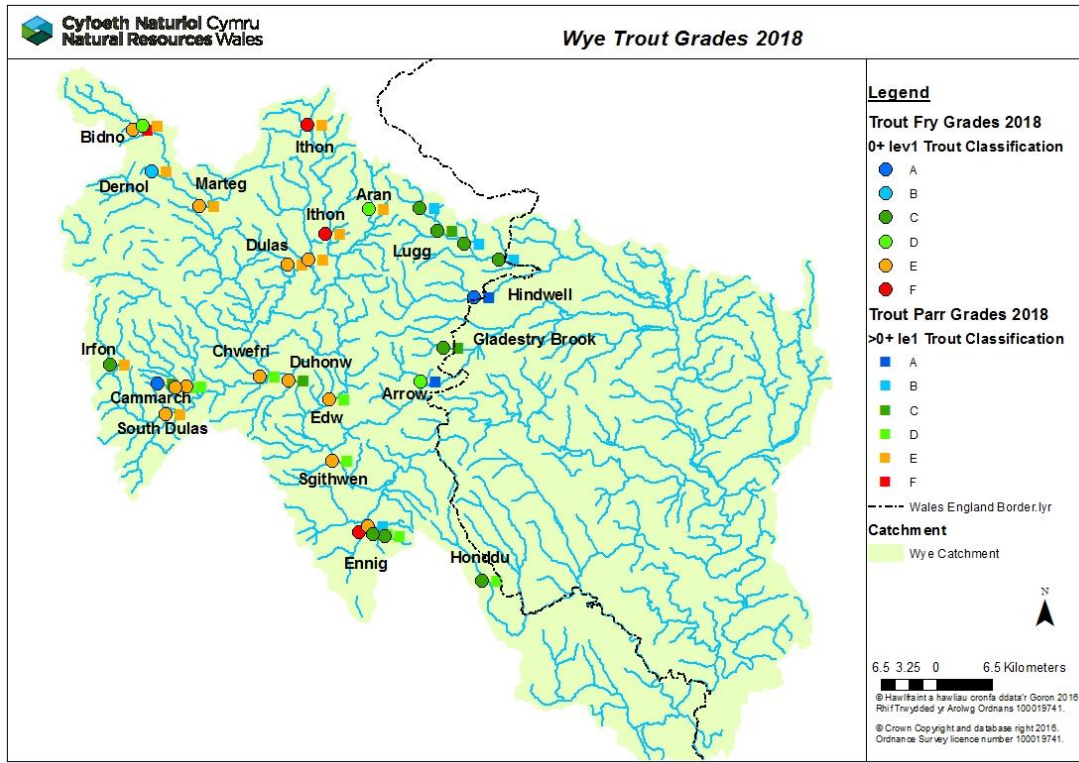 Cyfoeth Naturiol Cymru
Natural Resources Wales
Wye Trout Grades 2018
Bidno
Ithon
Dernol
Marteg
Aran
Ithon
Dulas
Lugg
Hindwell
Gladestry Brook
Irfon
Chwefri
Duhonw
Cammarch
Arrow
Edw
South Dulas
Sgithwen
Ennig
Honddu
Legend
Trout Fry Grades 2018
0+ lev1 Trout Classification
A
B
C
D
E
F
Trout Parr Grades 2018
>0+ le1 Trout Classification
A
B
C
D
E
F
Wales England Border.lyr
Catchment
Wye Catchment
N
6.5 3.25 0 6.5 Kilometers
© Hawlfraint a hawliau cronfa ddata'r Goron 2016.
Rhif Trwydded yr Arolwg Ordnans 100019741.
© Crown Copyright and database right 2016.
Ordnance Survey licence number 100019741.